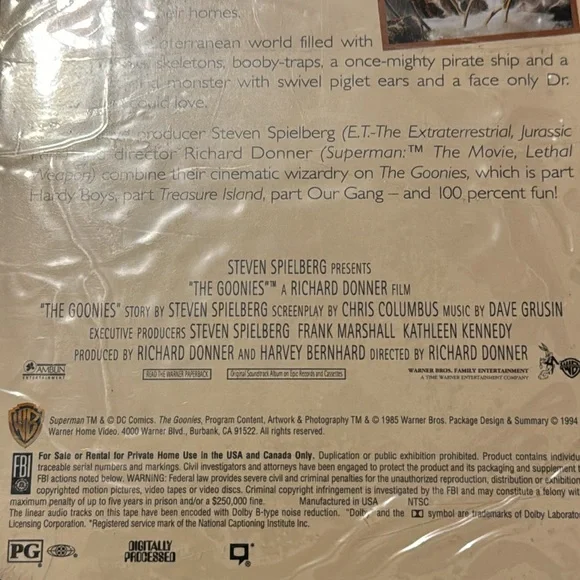 their homes.
subterranean world filled with
skeletons, booby-traps, a once-mighty pirate ship and a
a monster with swivel piglet ears and a face only Dr.
could love.
producer Steven Spielberg (E.T.-The Extraterrestrial, Jurassic
director Richard Donner (Superman:™ The Movie, Lethal
Weapon) combine their cinematic wizardry on The Goonies, which is part
Hardy Boys, part Treasure Island, part Our Gang – and 100 percent fun!
STEVEN SPIELBERG PRESENTS
"THE GOONIES"™ A RICHARD DONNER FILM
"THE GOONIES" STORY BY STEVEN SPIELBERG SCREENPLAY BY CHRIS COLUMBUS MUSIC BY DAVE GRUSIN
EXECUTIVE PRODUCERS STEVEN SPIELBERG FRANK MARSHALL KATHLEEN KENNEDY
PRODUCED BY RICHARD DONNER AND HARVEY BERNHARD DIRECTED BY RICHARD DONNER
AMBLIN ENTERTAINMENT
READ THE WARNER PAPERBACK
Original Soundtrack Album on Epic Records and Cassettes
WARNER BROS. FAMILY ENTERTAINMENT
A TIME WARNER ENTERTAINMENT COMPANY
WB
Superman TM & © DC Comics. The Goonies, Program Content, Artwork & Photography TM & © 1985 Warner Bros. Package Design & Summary © 1994
Warner Home Video, 4000 Warner Blvd., Burbank, CA 91522. All rights reserved.
FBI
For Sale or Rental for Private Home Use in the USA and Canada Only. Duplication or public exhibition prohibited. Product contains individual
traceable serial numbers and markings. Civil investigators and attorneys have been engaged to protect the product and its packaging and supplement
FBI actions noted below. WARNING: Federal law provides severe civil and criminal penalties for the unauthorized reproduction, distribution or exhibition
copyrighted motion pictures, video tapes or video discs. Criminal copyright infringement is investigated by the FBI and may constitute a felony with
maximum penalty of up to five years in prison and/or a $250,000 fine. Manufactured in USA NTSC
The linear audio tracks on this tape have been encoded with Dolby B-type noise reduction. "Dolby and the symbol are trademarks of Dolby Laboratories
Licensing Corporation. *Registered service mark of the National Captioning Institute Inc.
PG
DIGITALLY
PROCESSED